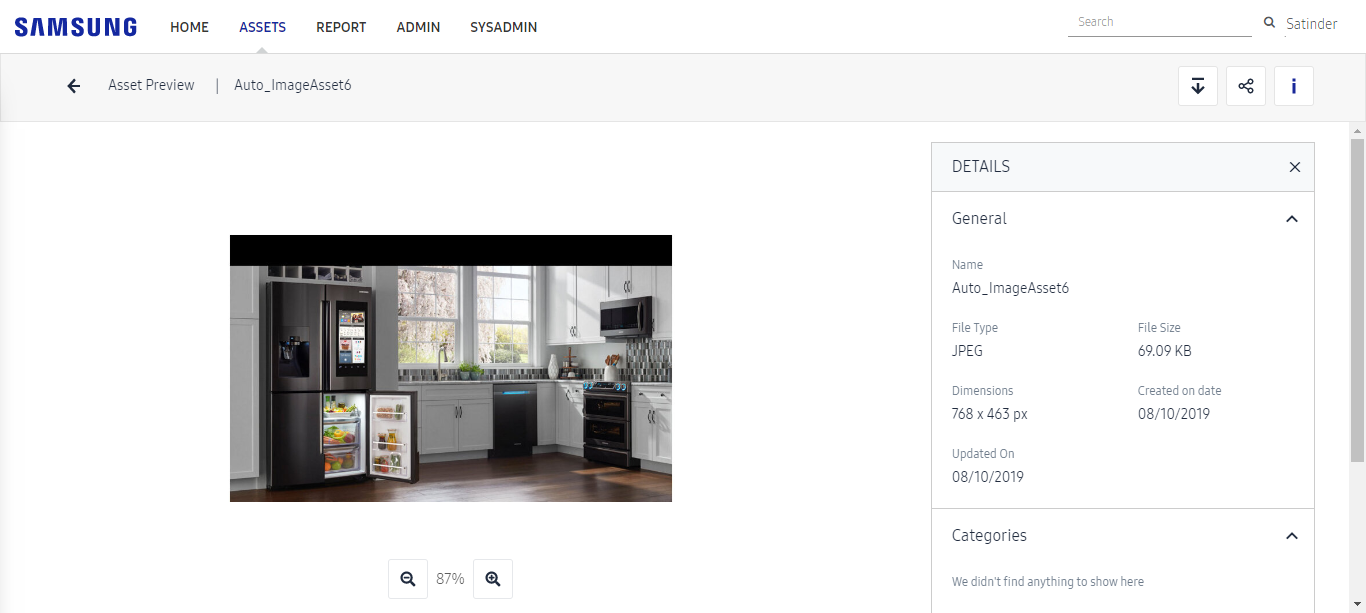 SAMSUNG HOME ASSETS REPORT ADMIN SYSADMIN Search Satinder
Asset Preview | Auto_ImageAsset6
DETAILS
General
Name
Auto_ImageAsset6
File Type File Size
JPEG 69.09 KB
Dimensions Created on date
768 x 463 px 08/10/2019
Updated On
08/10/2019
Categories
We didn't find anything to show here
87%